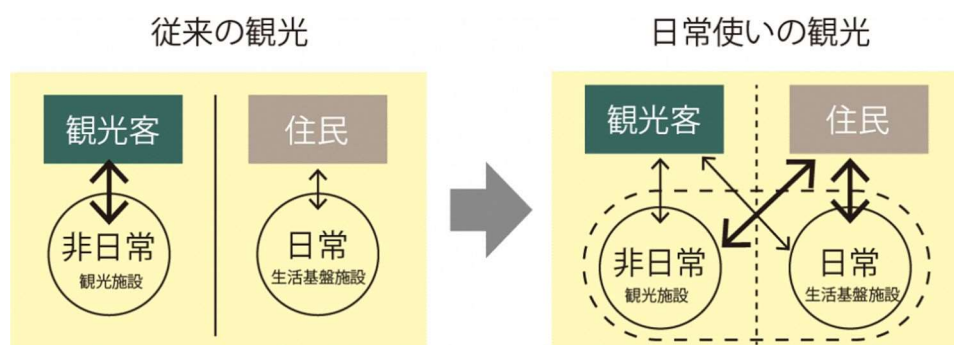 従来の観光
日常使いの観光
観光客
住民
非日常
観光施設
日常
生活基盤施設
観光客
住民
非日常
観光施設
日常
生活基盤施設